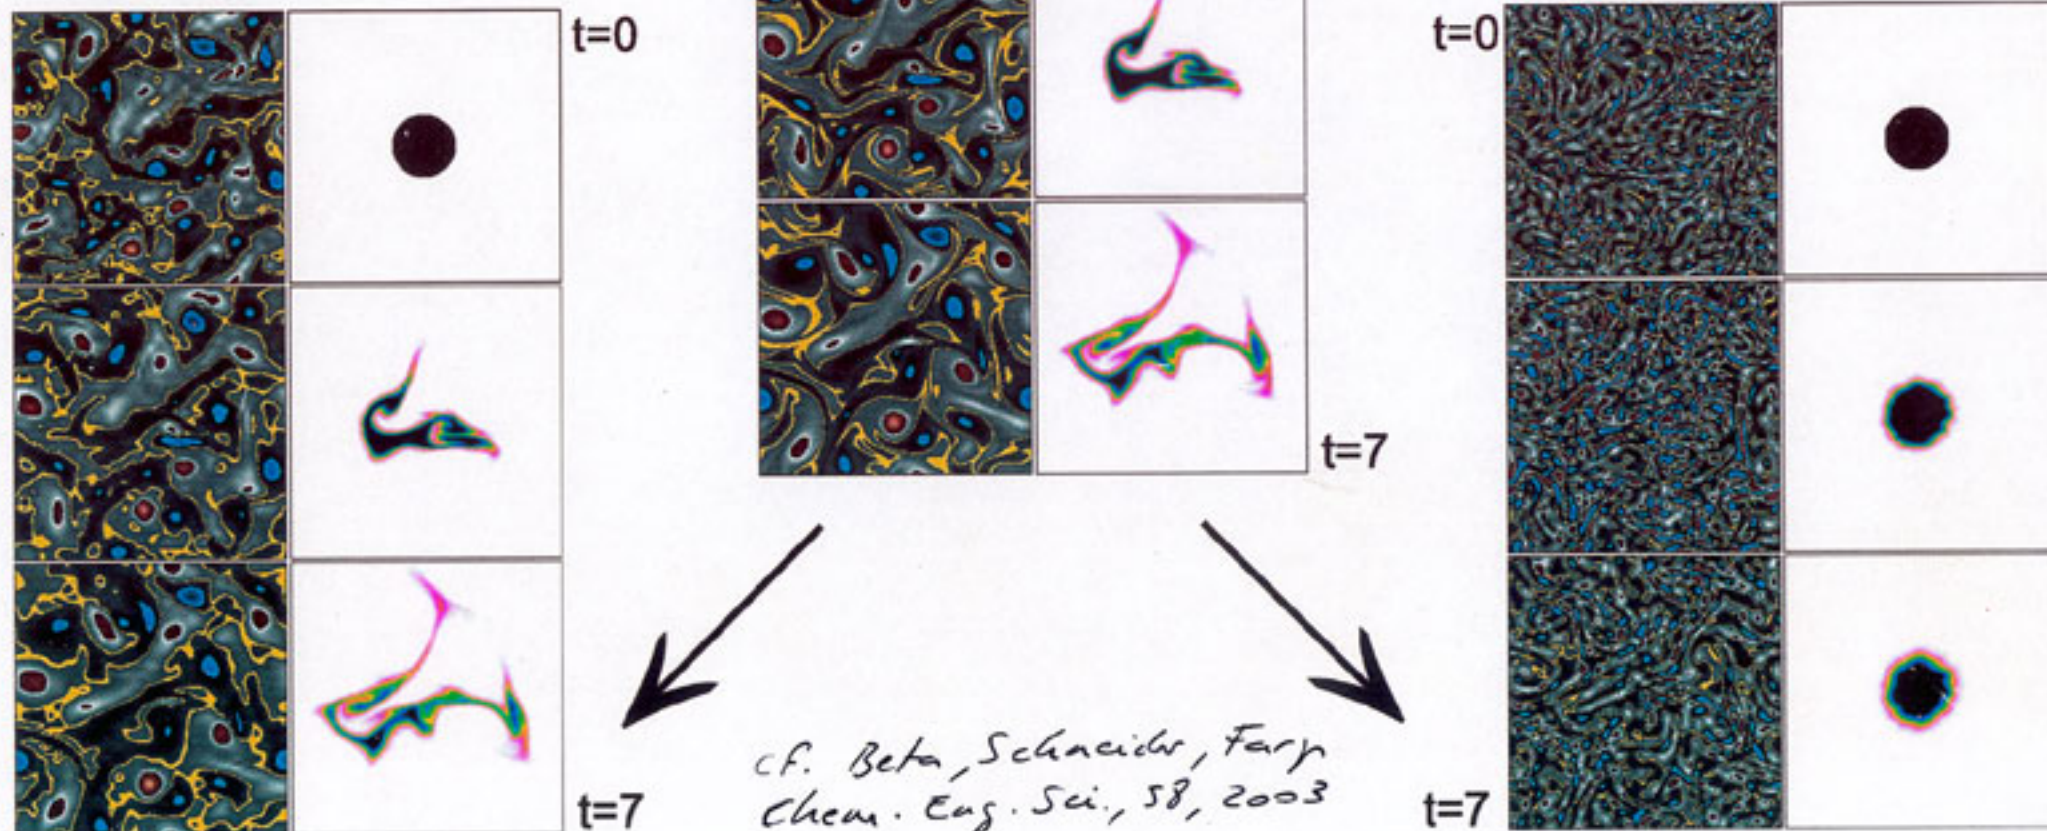 t=0
t=0
t=7
cf. Beta, Schneider, Farge
Chem. Eng. Sci., 58, 2003
t=7
t=7